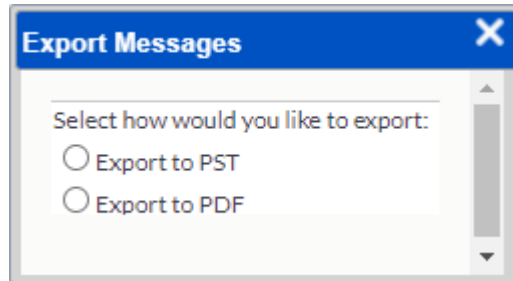 Export Messages
Select how would you like to export:
Export to PST
Export to PDF